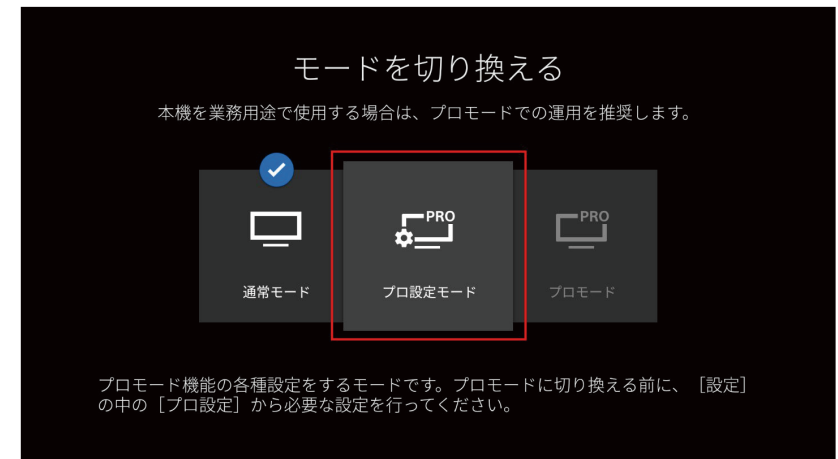 モードを切り換える
本機を業務用途で使用する場合は、プロモードでの運用を推奨します。
PRO
PRO
通常モード
プロ設定モード
プロモード
プロモード機能の各種設定をするモードです。プロモードに切り換える前に、［設定］
の中の［プロ設定］から必要な設定を行ってください。